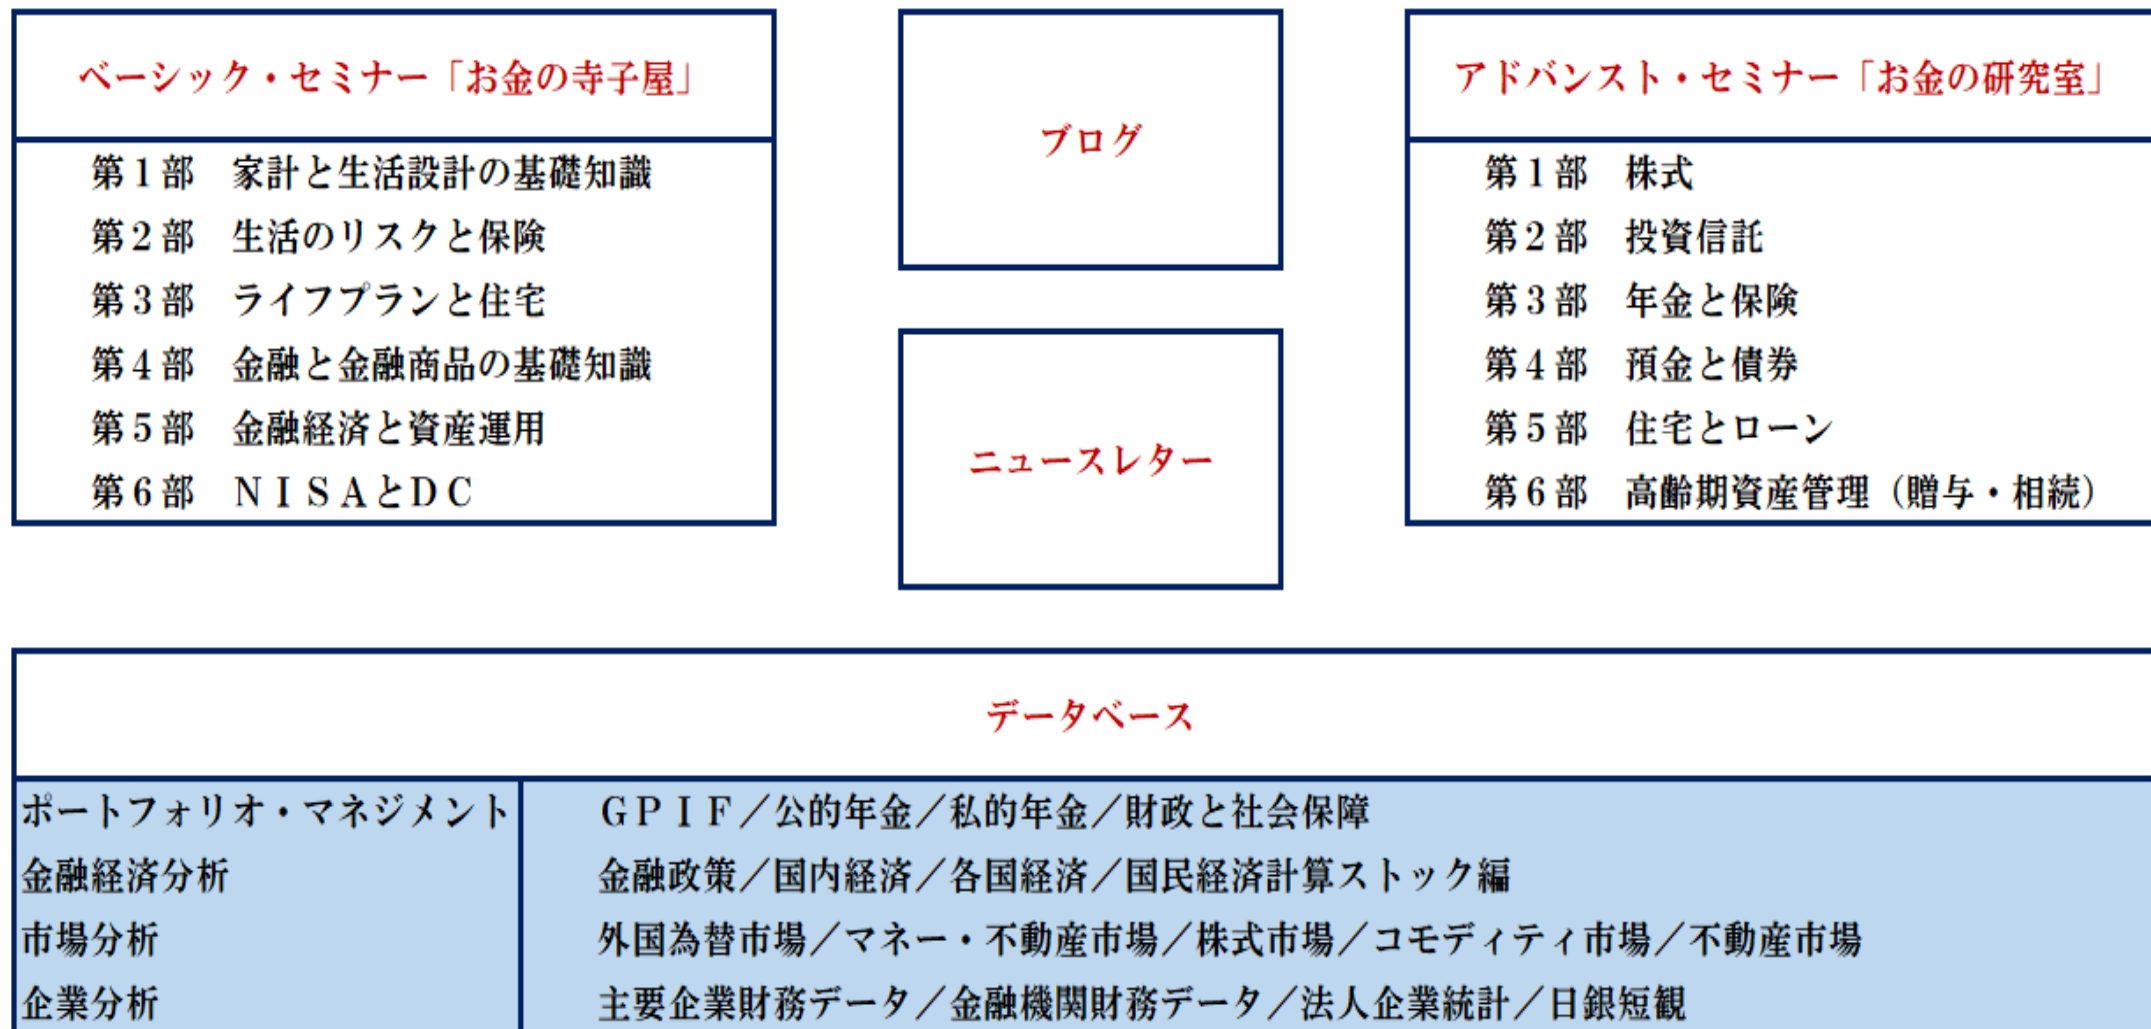 ベーシック・セミナー「お金の寺子屋」
第１部　家計と生活設計の基礎知識
第２部　生活のリスクと保険
第３部　ライフプランと住宅
第４部　金融と金融商品の基礎知識
第５部　金融経済と資産運用
第６部　ＮＩＳＡとＤＣ
ブログ
ニュースレター
アドバンスト・セミナー「お金の研究室」
第１部　株式
第２部　投資信託
第３部　年金と保険
第４部　預金と債券
第５部　住宅とローン
第６部　高齢期資産管理（贈与・相続）
データベース
ポートフォリオ・マネジメント　ＧＰＩＦ／公的年金／私的年金／財政と社会保障
金融経済分析　金融政策／国内経済／各国経済／国民経済計算ストック編
市場分析　外国為替市場／マネー・不動産市場／株式市場／コモディティ市場／不動産市場
企業分析　主要企業財務データ／金融機関財務データ／法人企業統計／日銀短観